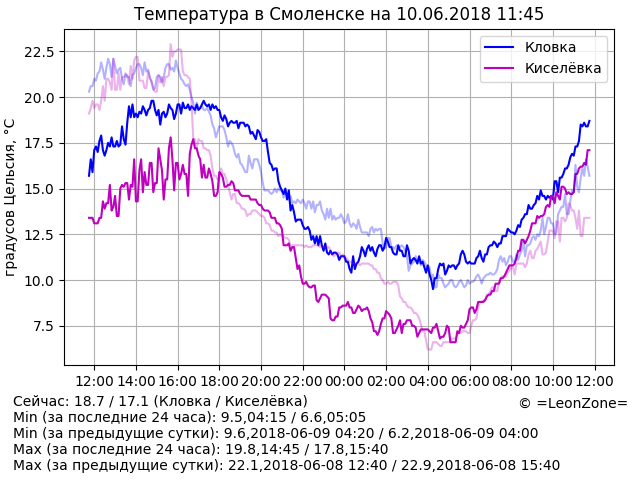 Температура в Смоленске на 10.06.2018 11:45
Кловка
Киселёвка
градусов Цельсия, °C
22.5
20.0
17.5
15.0
12.5
10.0
7.5
12:00 14:00 16:00 18:00 20:00 22:00 00:00 02:00 04:00 06:00 08:00 10:00 12:00
Сейчас: 18.7 / 17.1 (Кловка / Киселёвка)
© =LeonZone=
Min (за последние 24 часа): 9.5,04:15 / 6.6,05:05
Min (за предыдущие сутки): 9.6,2018-06-09 04:20 / 6.2,2018-06-09 04:00
Max (за последние 24 часа): 19.8,14:45 / 17.8,15:40
Max (за предыдущие сутки): 22.1,2018-06-08 12:40 / 22.9,2018-06-08 15:40